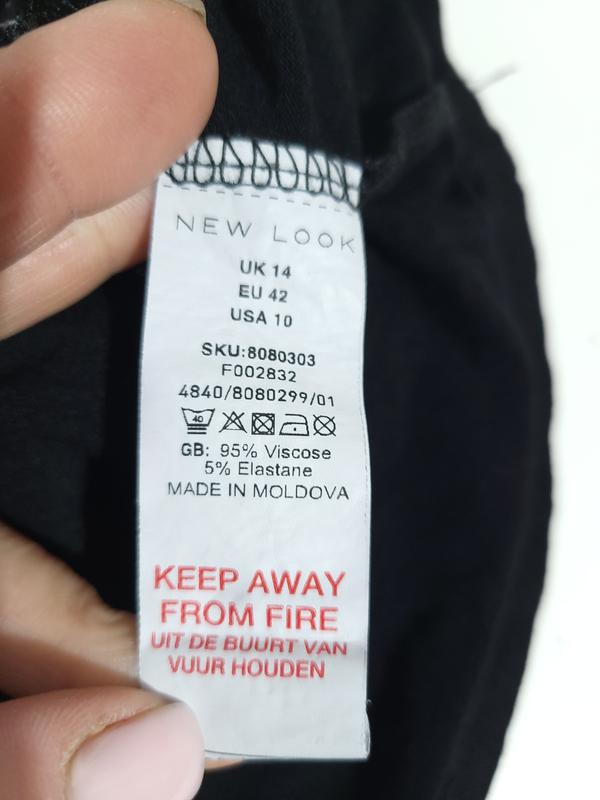 NEW LOOK
UK 14
EU 42
USA 10
SKU:8080303
F002832
4840/8080299/01
40
GB: 95% Viscose
5% Elastane
MADE IN MOLDOVA
KEEP AWAY
FROM FIRE
UIT DE BUURT VAN
VUUR HOUDEN